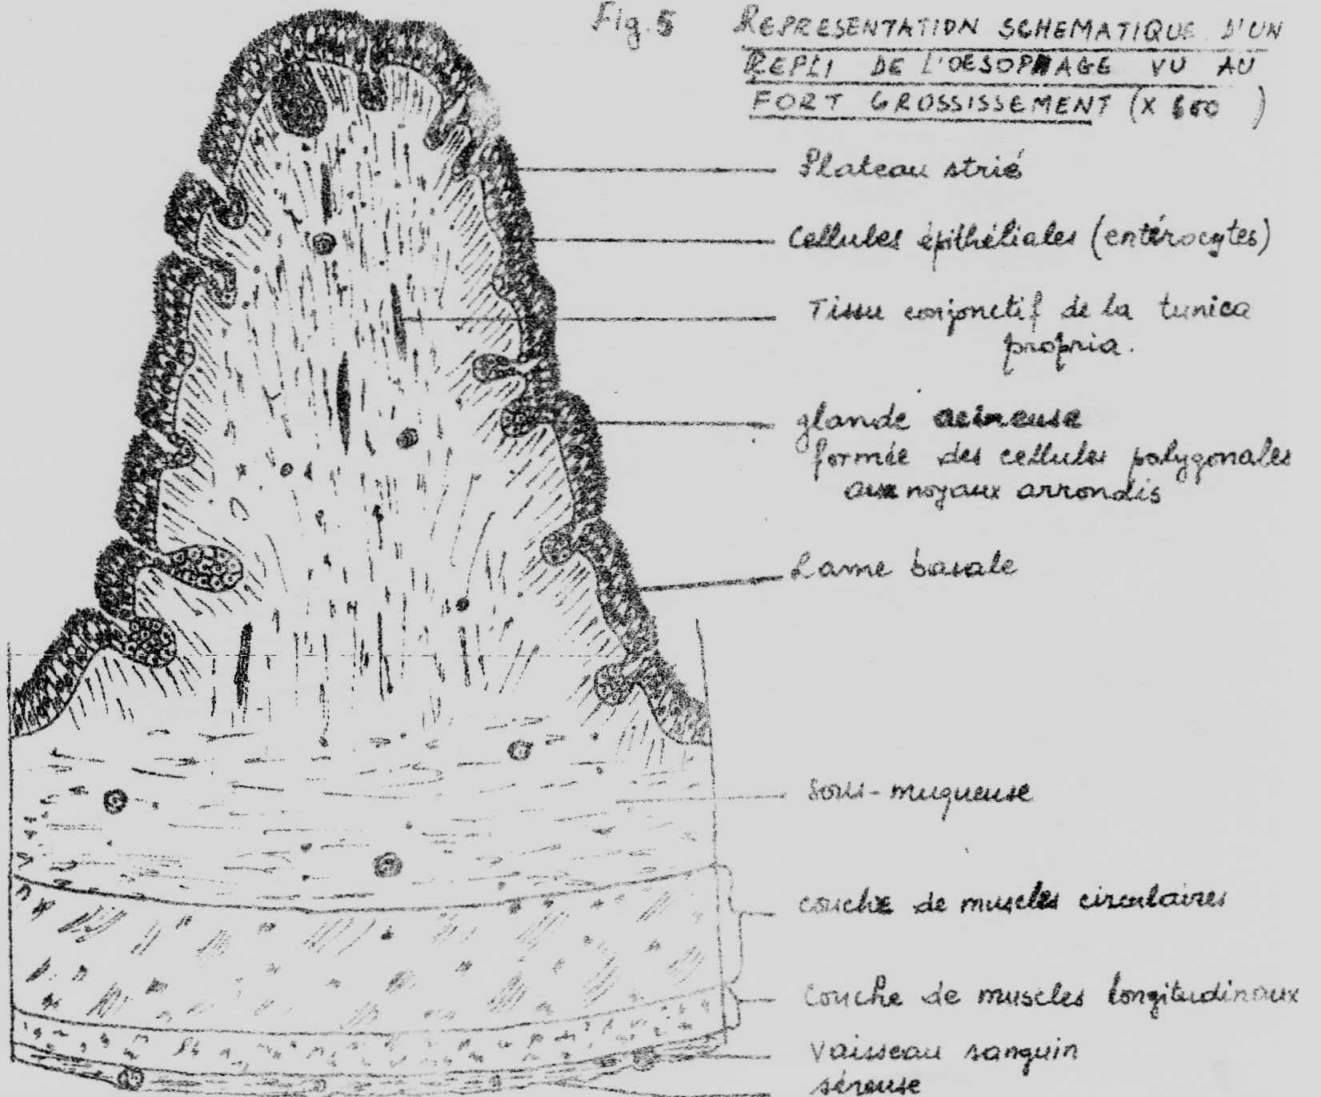 Fig. 5 REPRESENTATION SCHEMATIQUE D'UN
REPLI DE L'OESOPHAGE VU AU
FORT GROSSISSEMENT (X 600 )
Plateau strié
Cellules épithéliales (entérocytes)
Tissu conjonctif de la tunica
propria.
glande acineuse
formée des cellules polygonales
aux noyaux arrondis
Lame basale
sous-muqueuse
couche de muscles circulaires
Couche de muscles longitudinaux
Vaisseau sanguin
séreuse